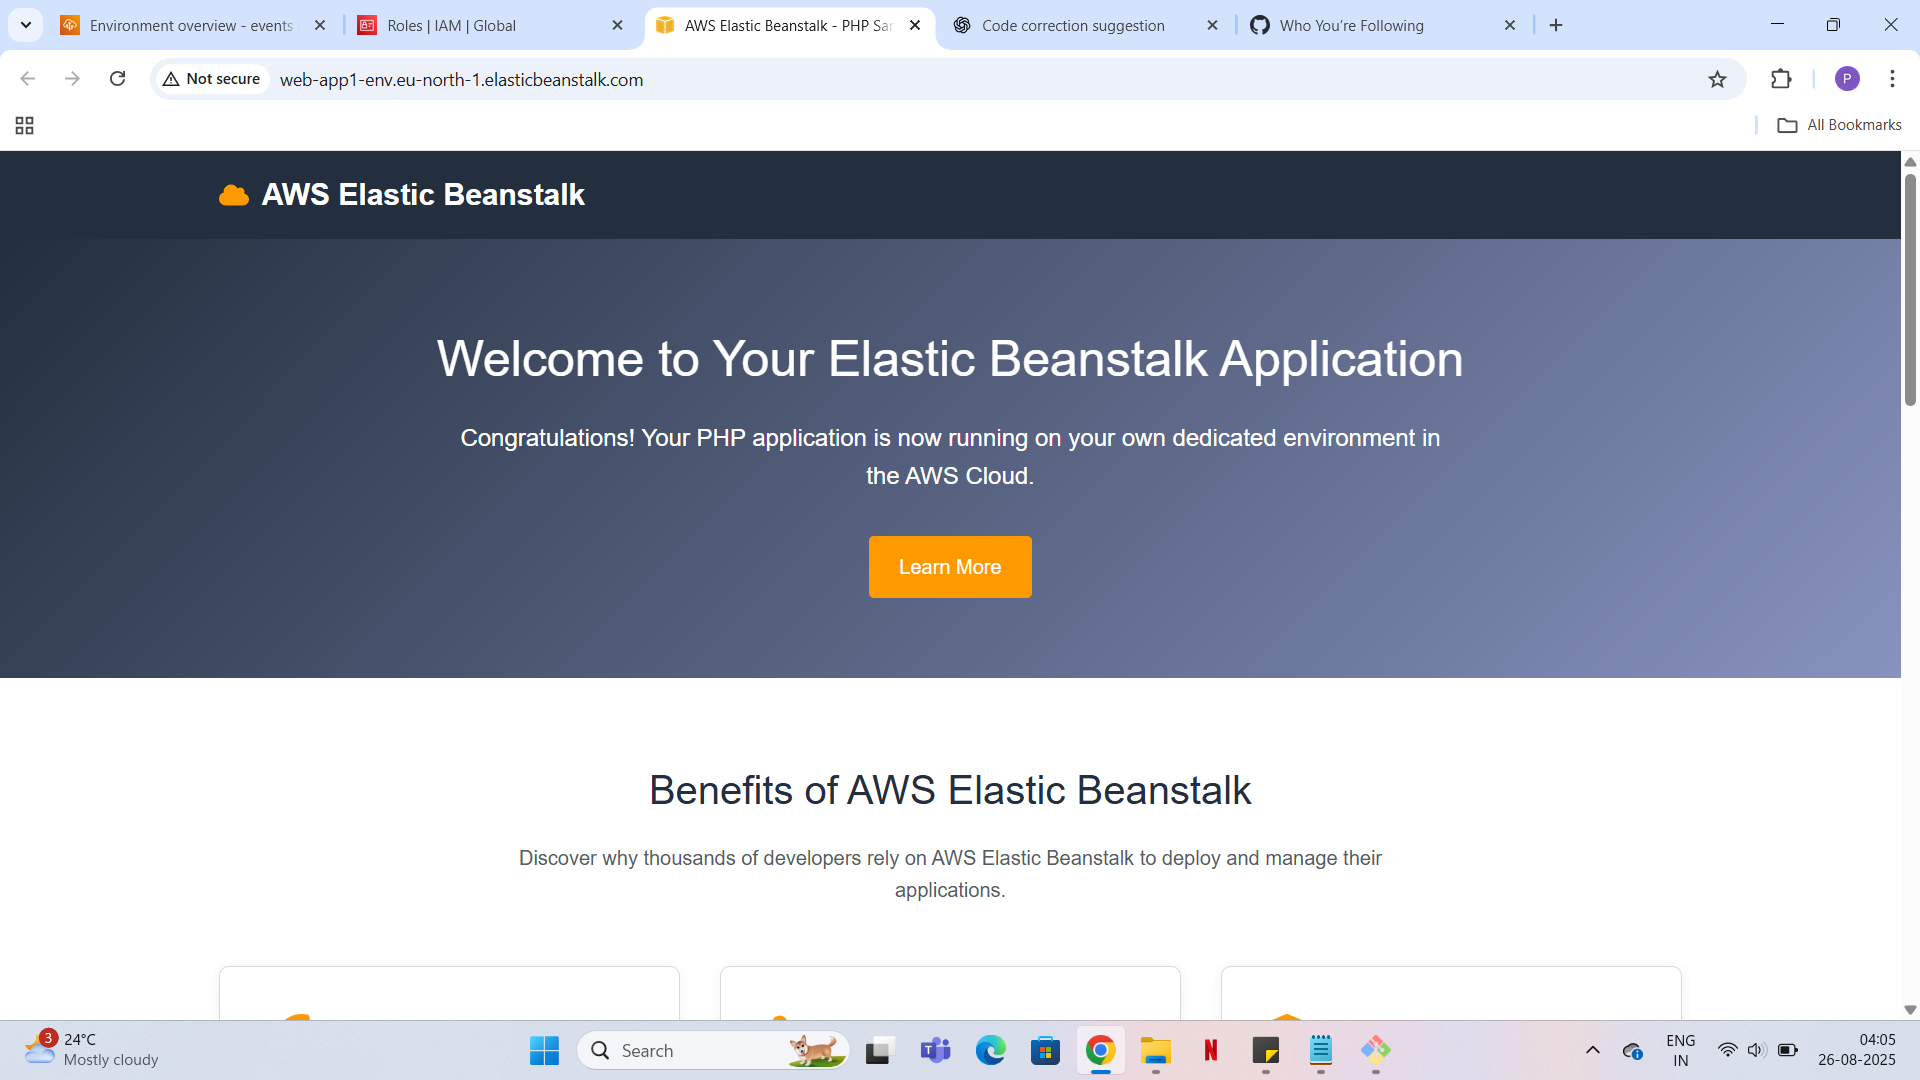 Environment overview - events
Roles | IAM | Global
AWS Elastic Beanstalk - PHP Sar
Code correction suggestion
Who You’re Following
Not secure
web-app1-env.eu-north-1.elasticbeanstalk.com
P
All Bookmarks
AWS Elastic Beanstalk
Welcome to Your Elastic Beanstalk Application
Congratulations! Your PHP application is now running on your own dedicated environment in
the AWS Cloud.
Learn More
Benefits of AWS Elastic Beanstalk
Discover why thousands of developers rely on AWS Elastic Beanstalk to deploy and manage their
applications.
3
24°C
Mostly cloudy
Search
N
ENG
IN
04:05
26-08-2025